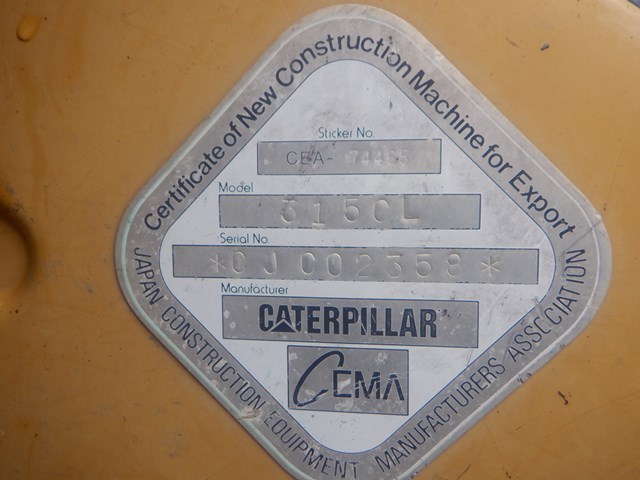 Certificate of New Construction Machine for Export
Sticker No.
CEA-
Model
315CL
Serial No.
*CJC02358*
Manufacturer
CATERPILLAR
CEMA
JAPAN CONSTRUCTION EQUIPMENT MANUFACTURERS ASSOCIATION